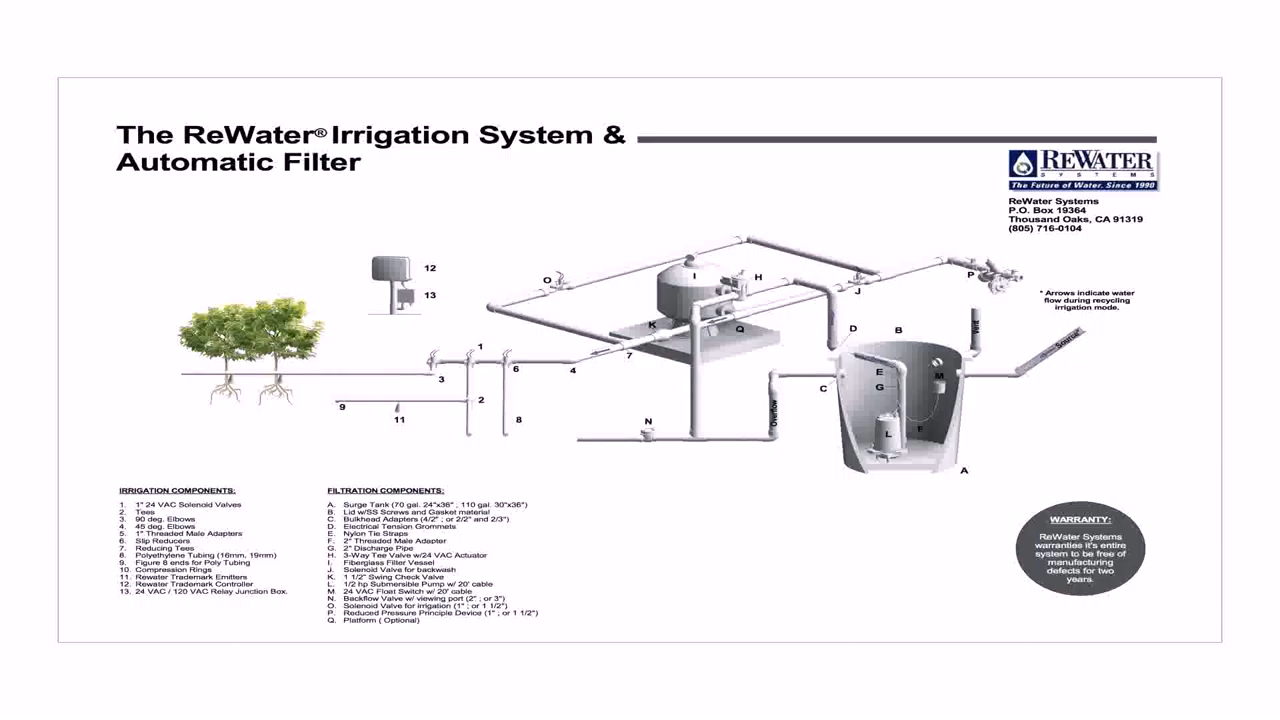 The ReWater® Irrigation System &
Automatic Filter
REWATER
SYSTEMS
The Future of Water. Since 1990
ReWater Systems
P.O. Box 19364
Thousand Oaks, CA 91319
(805) 716-0104
* Arrows indicate water
flow during recycling
irrigation mode.
12
13
O
I
H
P
J
K
Q
7
D
B
Vent
Source*
1
3
6
4
E
M
C
G
9
2
11
8
N
Overflow
L
F
A
IRRIGATION COMPONENTS:
1. 1" 24 VAC Solenoid Valves
2. Tees
3. 90 deg. Elbows
4. 45 deg. Elbows
5. 1" Threaded Male Adapters
6. Slip Reducers
7. Reducing Tees
8. Polyethylene Tubing (16mm, 19mm)
9. Figure 8 ends for Poly Tubing
10. Compression Rings
11. Rewater Trademark Emitters
12. Rewater Trademark Controller
13. 24 VAC / 120 VAC Relay Junction Box.
FILTRATION COMPONENTS:
A. Surge Tank (70 gal. 24"x36" ; 110 gal. 30"x36")
B. Lid w/SS Screws and Gasket material
C. Bulkhead Adapters (4/2" ; or 2/2" and 2/3")
D. Electrical Tension Grommets
E. Nylon Tie Straps
F. 2" Threaded Male Adapter
G. 2" Discharge Pipe
H. 3-Way Tee Valve w/24 VAC Actuator
I. Fiberglass Filter Vessel
J. Solenoid Valve for backwash
K. 1 1/2" Swing Check Valve
L. 1/2 hp Submersible Pump w/ 20' cable
M. 24 VAC Float Switch w/ 20' cable
N. Backflow Valve w/ viewing port (2" ; or 3")
O. Solenoid Valve for irrigation (1" ; or 1 1/2")
P. Reduced Pressure Principle Device (1" ; or 1 1/2")
Q. Platform ( Optional)
WARRANTY:
ReWater Systems
warranties it's entire
system to be free of
manufacturing
defects for two
years.